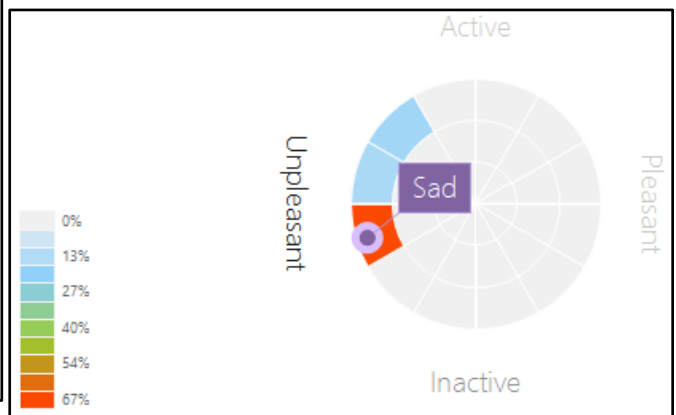 Active
Unpleasant
Sad
Pleasant
0%
13%
27%
40%
54%
67%
Inactive